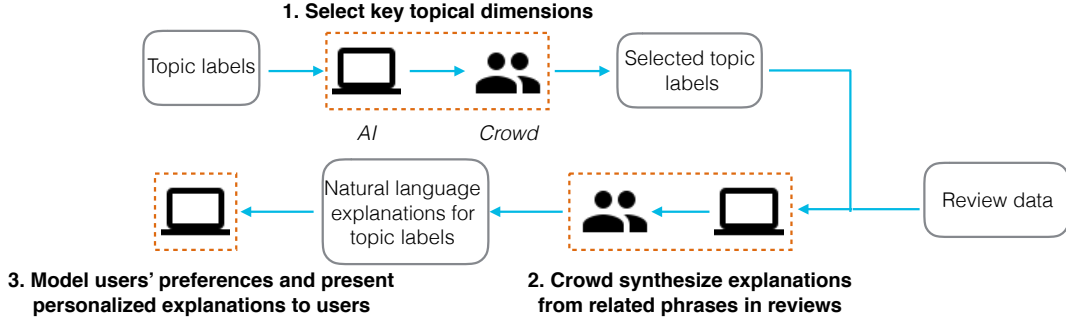 1. Select key topical dimensions
Topic labels
Selected topic
labels
AI
Crowd
Natural language
explanations for
topic labels
Review data
3. Model users' preferences and present
personalized explanations to users
2. Crowd synthesize explanations
from related phrases in reviews